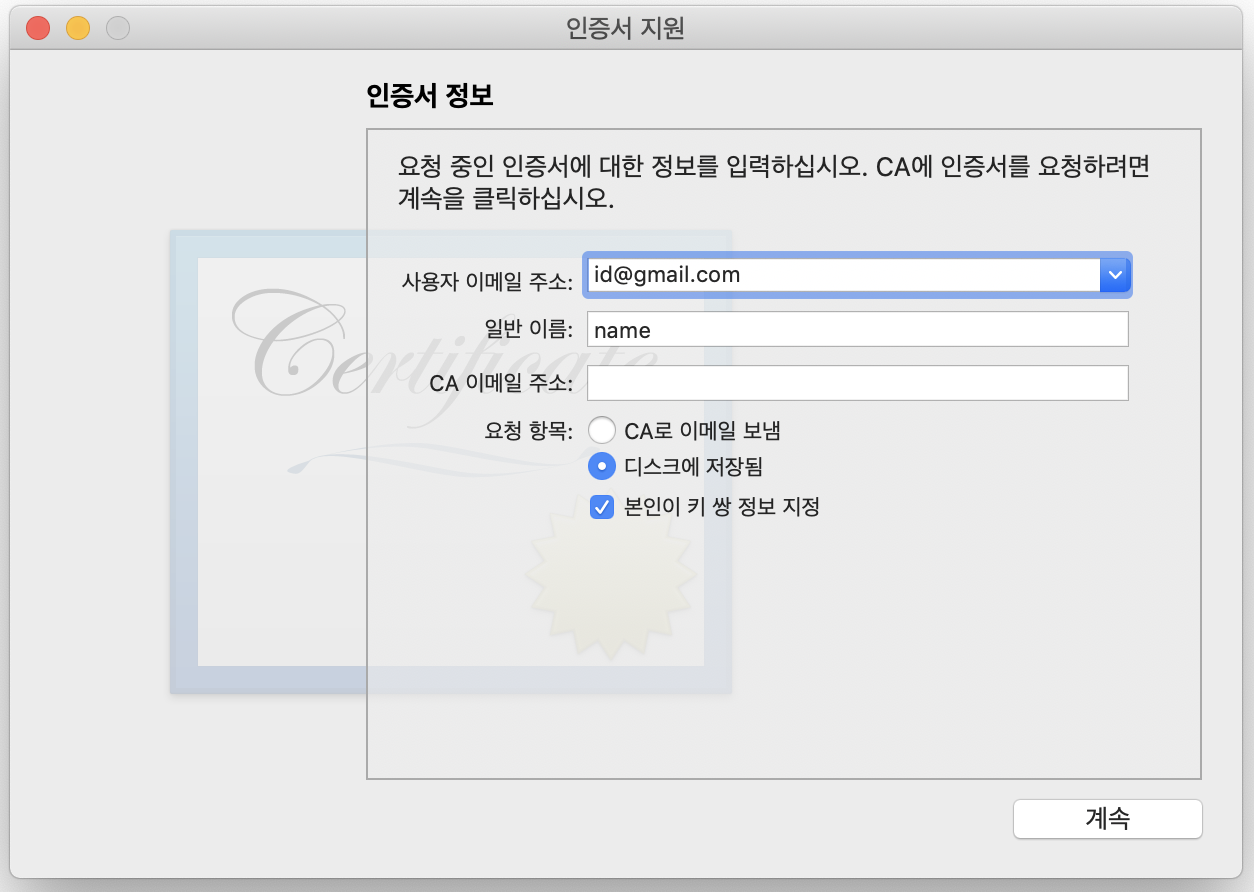 인증서 지원
인증서 정보
요청 중인 인증서에 대한 정보를 입력하십시오. CA에 인증서를 요청하려면
계속을 클릭하십시오.
사용자 이메일 주소: id@gmail.com
일반 이름: name
CA 이메일 주소:
요청 항목: CA로 이메일 보냄
디스크에 저장됨
본인이 키 쌍 정보 지정
Certificate
계속